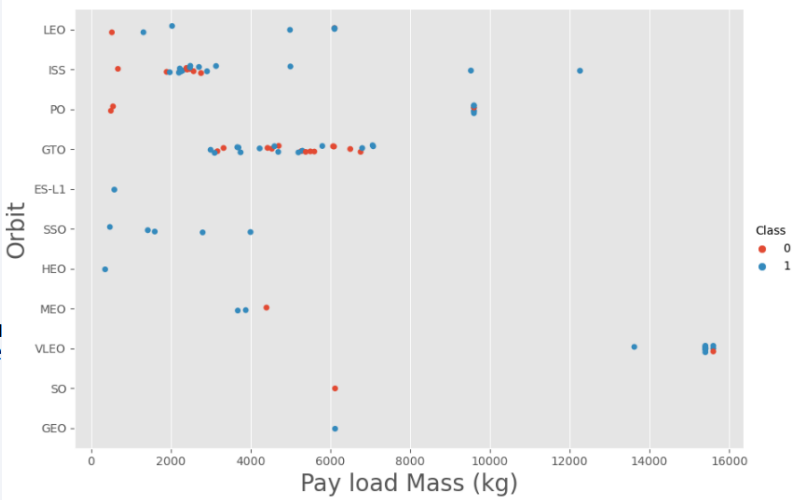 LEO
ISS
PO
GTO
ES-L1
SSO
HEO
MEO
VLEO
SO
GEO
Orbit
0 2000 4000 6000 8000 10000 12000 14000 16000
Pay load Mass (kg)
Class
0
1